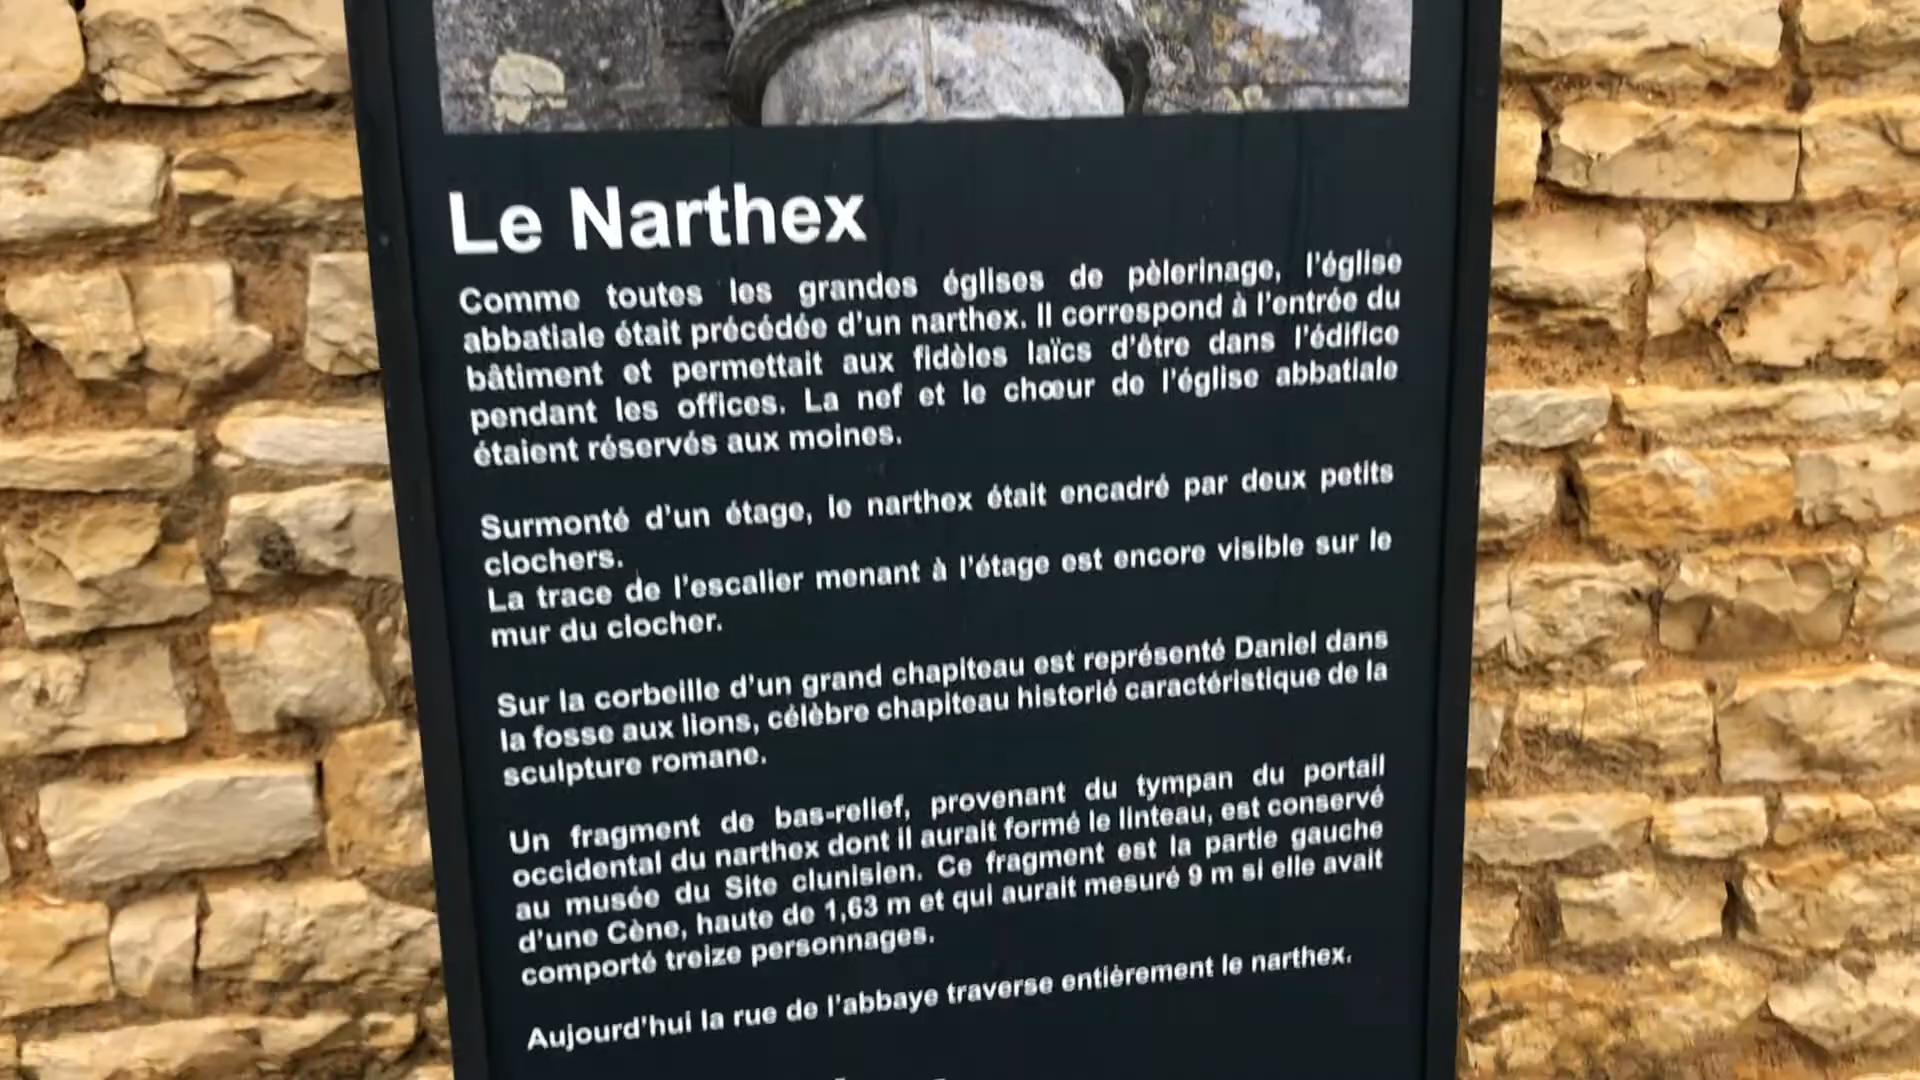 Le Narthex
Comme toutes les grandes églises de pèlerinage, l'église
abbatiale était précédée d'un narthex. Il correspond à l'entrée du
bâtiment et permettait aux fidèles laïcs d'être dans l'édifice
pendant les offices. La nef et le chœur de l'église abbatiale
étaient réservés aux moines.
Surmonté d'un étage, le narthex était encadré par deux petits
clochers.
La trace de l'escalier menant à l'étage est encore visible sur le
mur du clocher.
Sur la corbeille d'un grand chapiteau est représenté Daniel dans
la fosse aux lions, célèbre chapiteau historié caractéristique de la
sculpture romane.
Un fragment de bas-relief, provenant du tympan du portail
occidental du narthex dont il aurait formé le linteau, est conservé
au musée du Site clunisien. Ce fragment est la partie gauche
d'une Cène, haute de 1,63 m et qui aurait mesuré 9 m si elle avait
comporté treize personnages.
Aujourd'hui la rue de l'abbaye traverse entièrement le narthex.